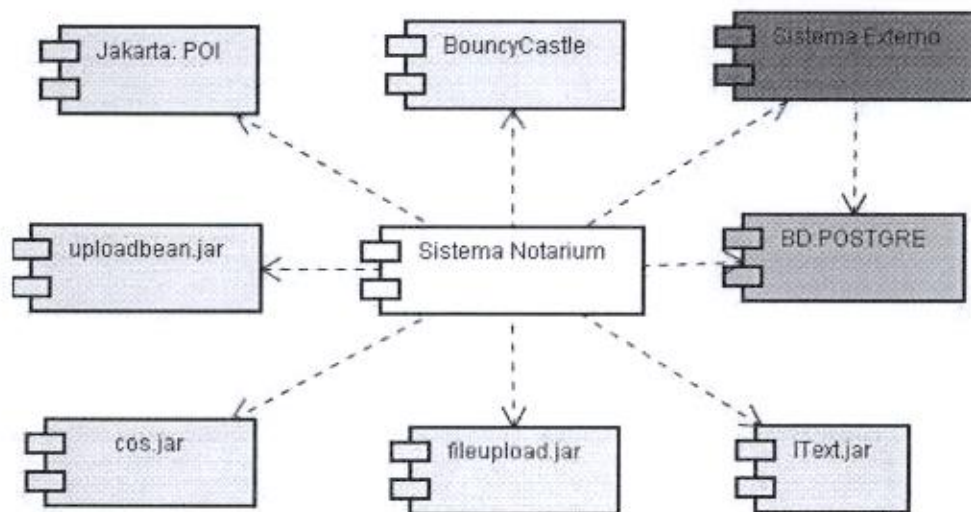 Jakarta: POI
BouncyCastle
Sistema Externo
uploadbean.jar
Sistema Notarium
BD.POSTGRE
cos.jar
fileupload.jar
IText.jar